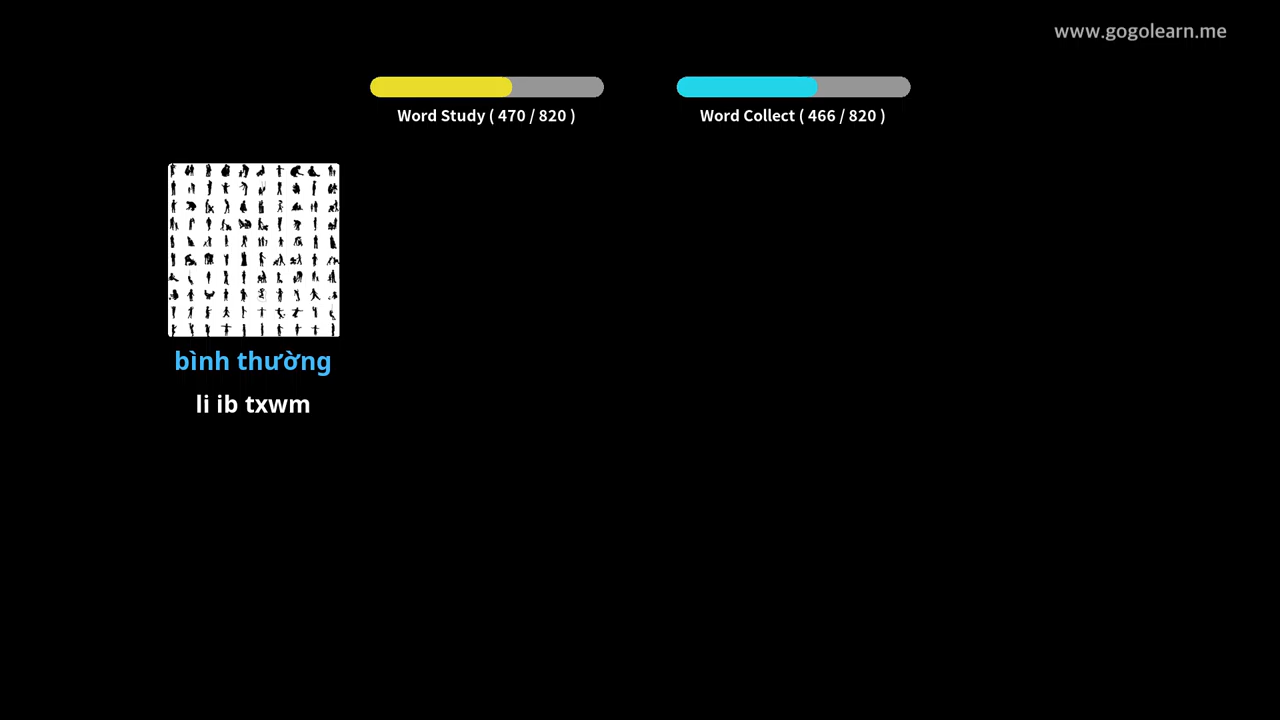 www.gogolearn.me
Word Study ( 470 / 820 )
Word Collect ( 466 / 820 )
bình thường
li ib txwm